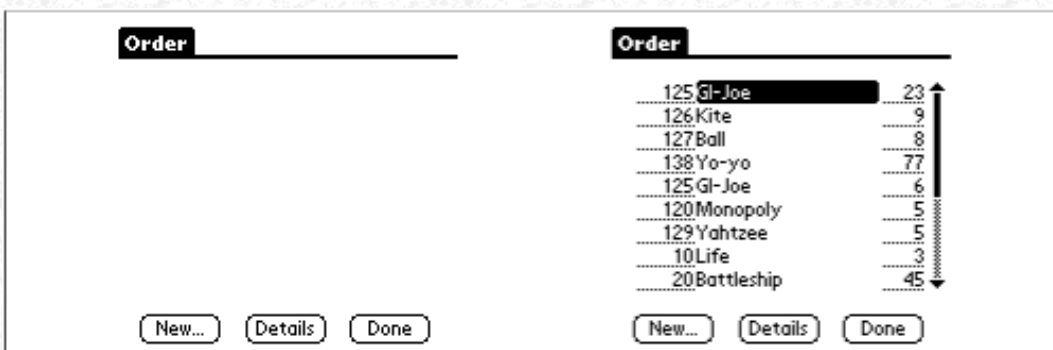 Order
New... Details Done
Order
125 GI-Joe 23
126 Kite 9
127 Ball 8
138 Yo-yo 77
125 GI-Joe 6
120 Monopoly 5
129 Yahtzee 5
10 Life 3
20 Battleship 45
New... Details Done